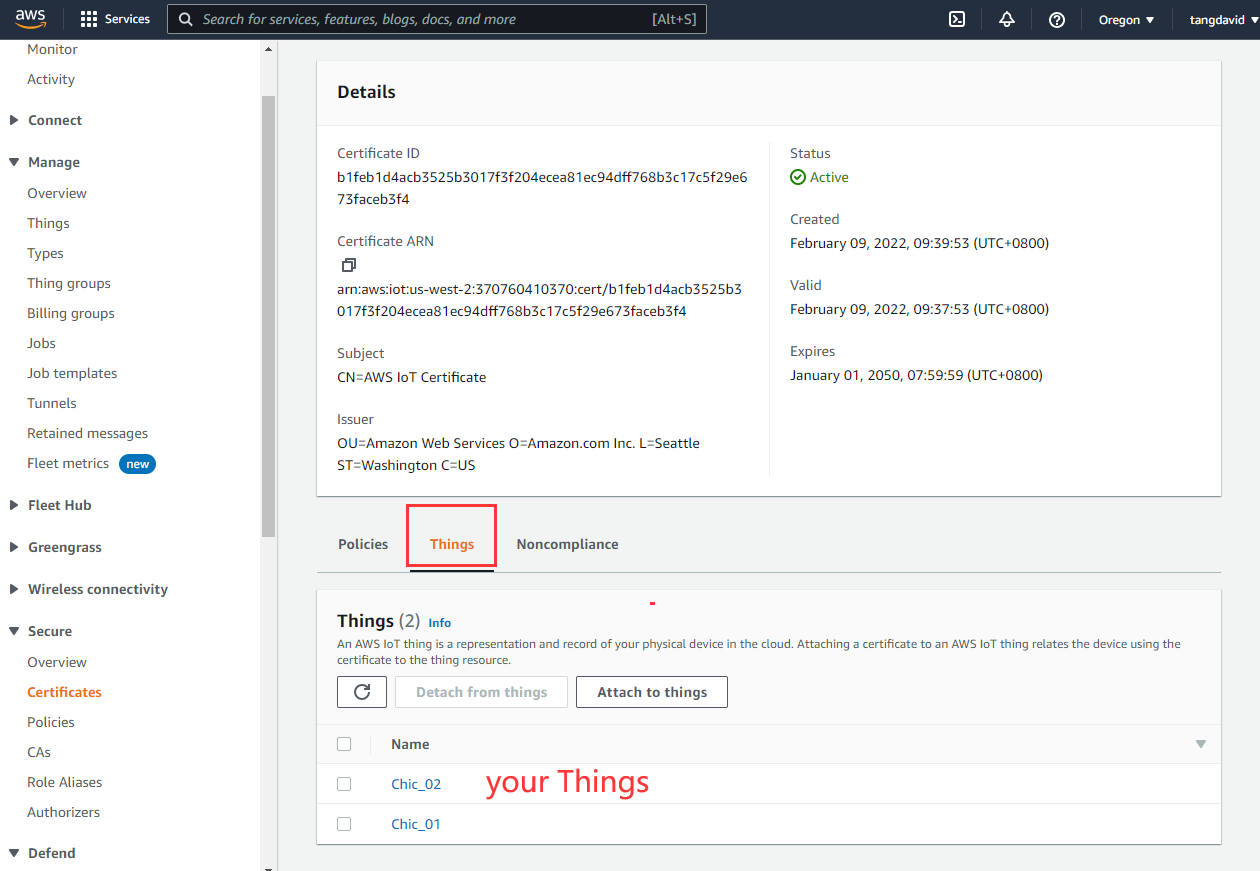 aws
Services
Search for services, features, blogs, docs, and more [Alt+S]
Oregon
tangdavid
Monitor
Activity
Connect
Manage
Overview
Things
Types
Thing groups
Billing groups
Jobs
Job templates
Tunnels
Retained messages
Fleet metrics new
Fleet Hub
Greengrass
Wireless connectivity
Secure
Overview
Certificates
Policies
CAs
Role Aliases
Authorizers
Defend
Details
Certificate ID
b1feb1d4acb3525b3017f3f204ecea81ec94dff768b3c17c5f29e6
73faceb3f4
Certificate ARN
arn:aws:iot:us-west-2:370760410370:cert/b1feb1d4acb3525b3
017f3f204ecea81ec94dff768b3c17c5f29e673faceb3f4
Subject
CN=AWS IoT Certificate
Issuer
OU=Amazon Web Services O=Amazon.com Inc. L=Seattle
ST=Washington C=US
Status
Active
Created
February 09, 2022, 09:39:53 (UTC+0800)
Valid
February 09, 2022, 09:37:53 (UTC+0800)
Expires
January 01, 2050, 07:59:59 (UTC+0800)
Policies Things Noncompliance
Things (2) Info
An AWS IoT thing is a representation and record of your physical device in the cloud. Attaching a certificate to an AWS IoT thing relates the device using the
certificate to the thing resource.
Detach from things Attach to things
Name
Chic_02 your Things
Chic_01